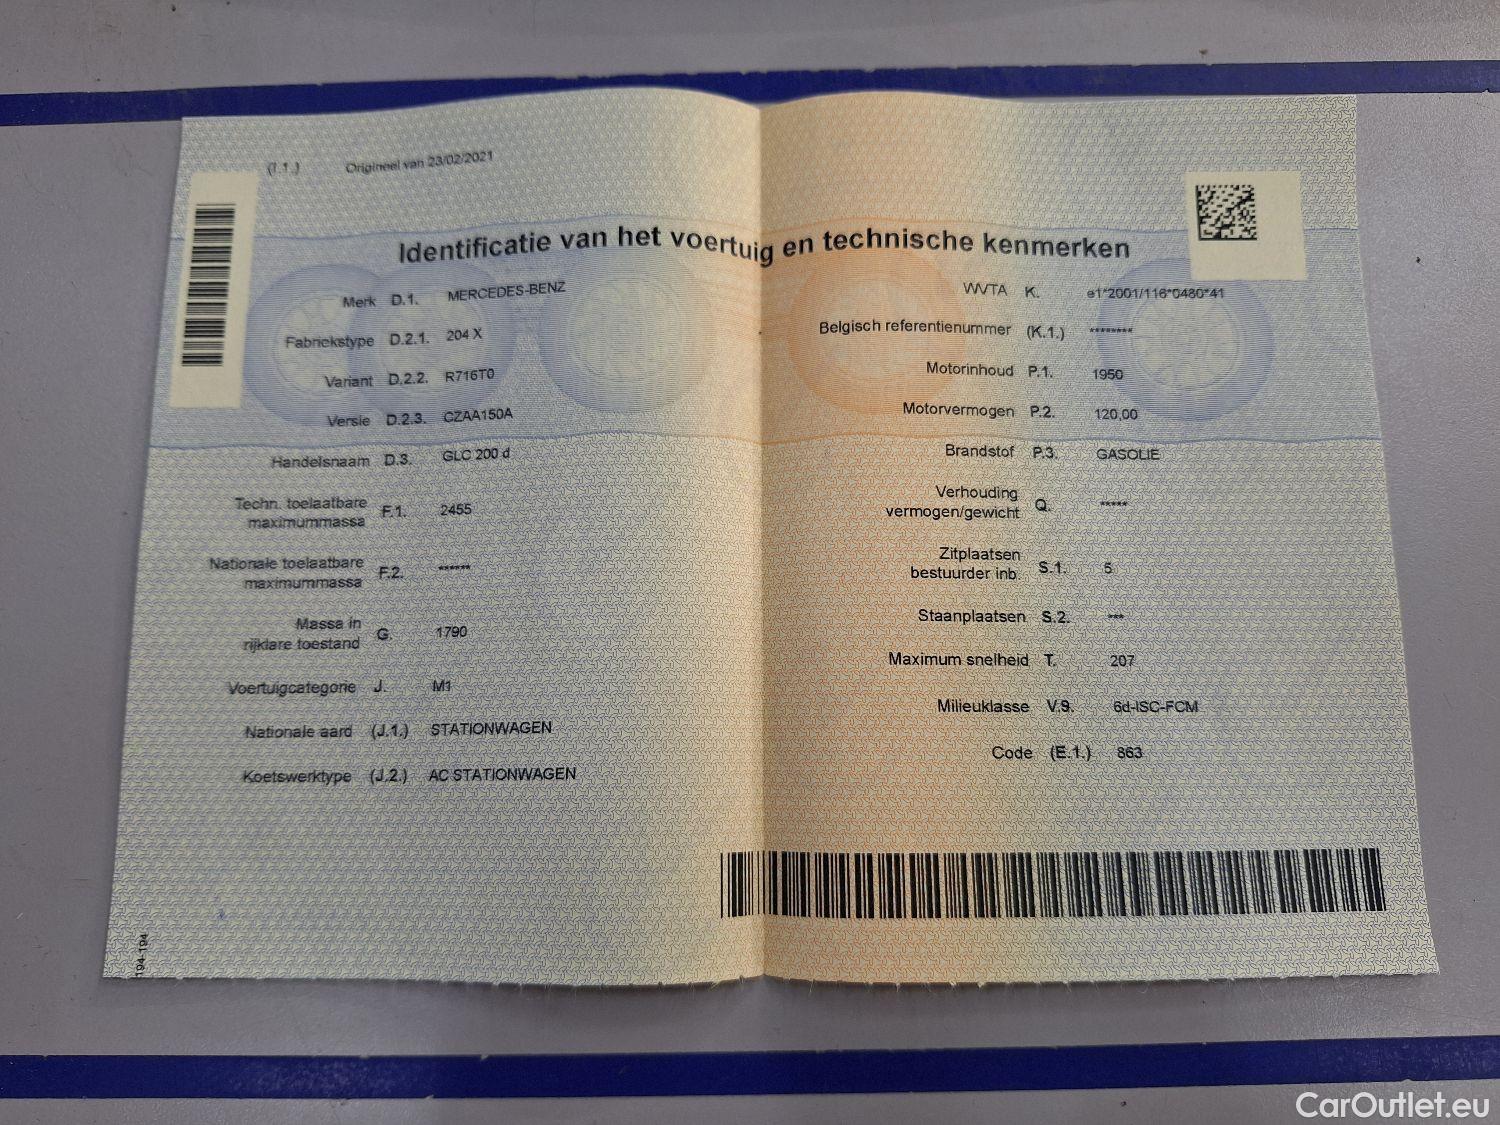 (I.1.) Origineel van 23/02/2021
Identificatie van het voertuig en technische kenmerken
Merk D.1. MERCEDES-BENZ
Fabriekstype D.2.1. 204 X
Variant D.2.2. R716T0
Versie D.2.3. CZAA150A
Handelsnaam D.3. GLC 200 d
Techn. toelaatbare
maximummassa F.1. 2455
Nationale toelaatbare
maximummassa F.2. ******
Massa in
rijklare toestand G. 1790
Voertuigcategorie J. M1
Nationale aard (J.1.) STATIONWAGEN
Koetswerktype (J.2.) AC STATIONWAGEN
WVTA K. e1*2001/116*0480*41
Belgisch referentienummer (K.1.) ********
Motorinhoud P.1. 1950
Motorvermogen P.2. 120,00
Brandstof P.3. GASOLIE
Verhouding
vermogen/gewicht Q. *****
Zitplaatsen
bestuurder inb. S.1. 5
Staanplaatsen S.2. ***
Maximum snelheid T. 207
Milieuklasse V.9. 6d-ISC-FCM
Code (E.1.) 863
194-194
CarOutlet.eu